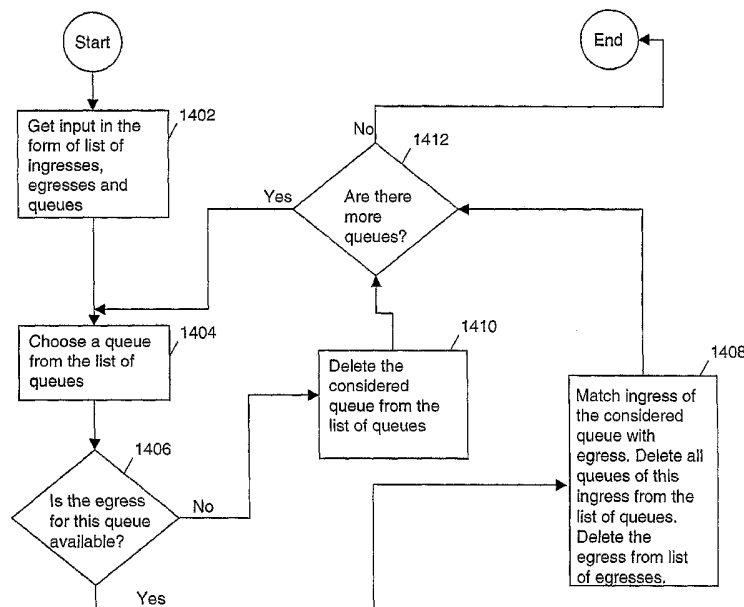 Start
End
1402
Get input in the
form of list of
ingresses,
egresses and
queues
No
1412
Yes
Are there
more
queues?
1404
Choose a queue
from the list of
queues
1410
Delete the
considered
queue from the
list of queues
1408
Match ingress of
the considered
queue with
egress. Delete all
queues of this
ingress from the
list of queues.
Delete the
egress from list
of egresses.
1406
Is the egress
for this queue
available?
No
Yes